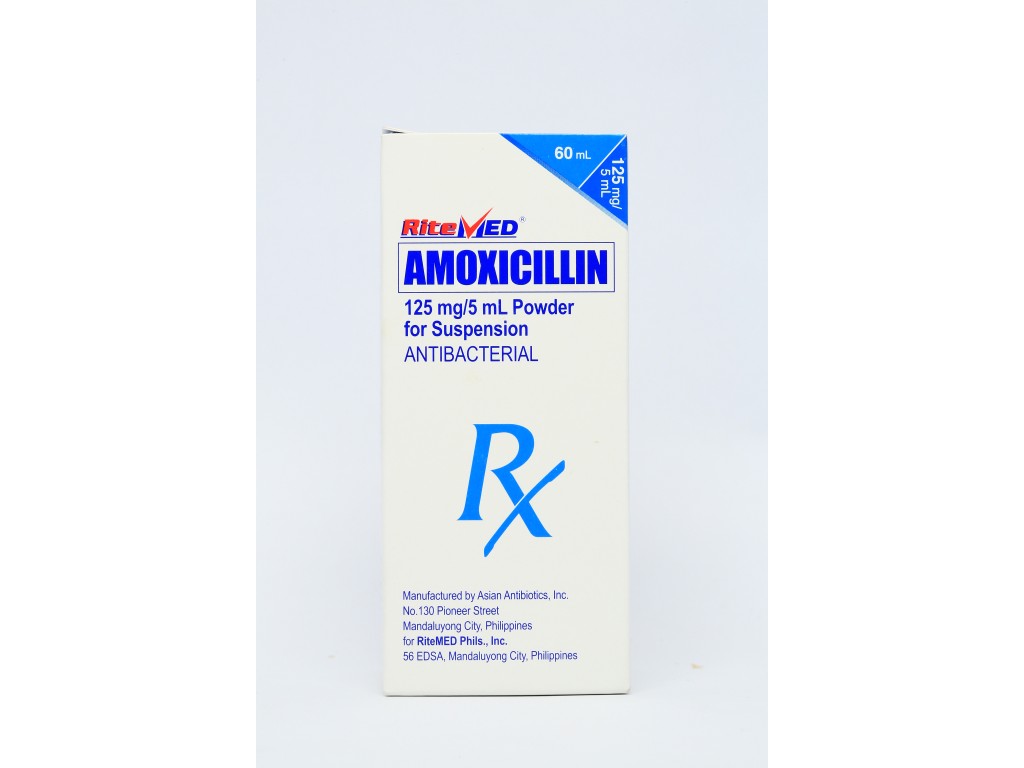 60 mL
125 mg/
5 mL
RiteMED®
AMOXICILLIN
125 mg/5 mL Powder
for Suspension
ANTIBACTERIAL
Rx
Manufactured by Asian Antibiotics, Inc.
No.130 Pioneer Street
Mandaluyong City, Philippines
for RiteMED Phils., Inc.
56 EDSA, Mandaluyong City, Philippines